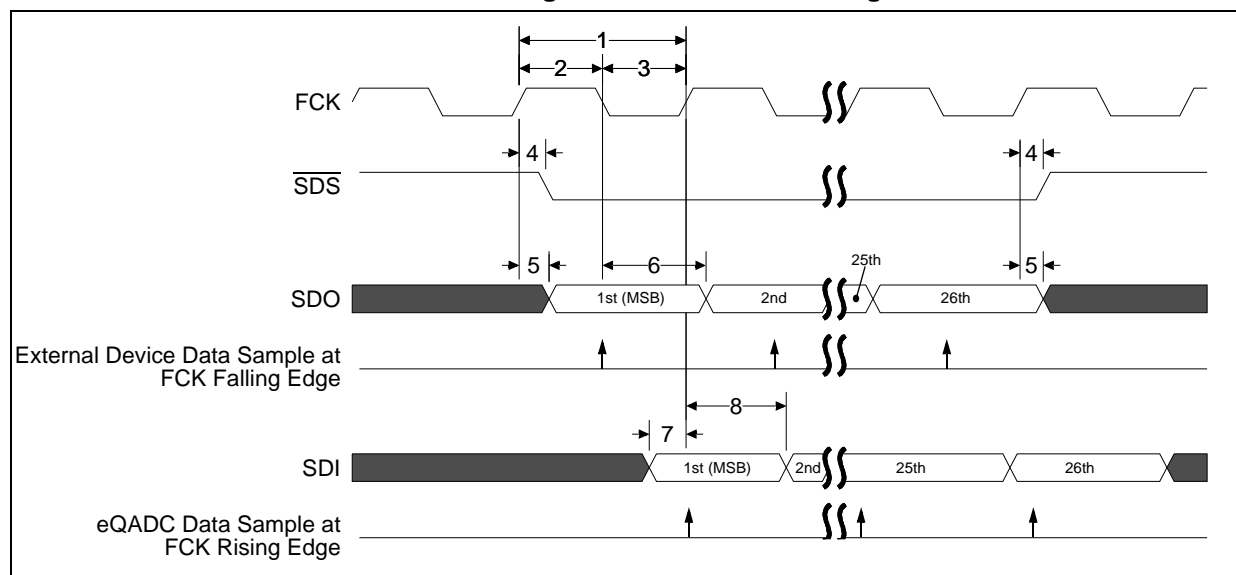 1
2
3
FCK
4
4
SDS
25th
5
6
5
SDO
1st (MSB)
2nd
26th
External Device Data Sample at
FCK Falling Edge
8
7
SDI
1st (MSB)
2nd
25th
26th
eQADC Data Sample at
FCK Rising Edge